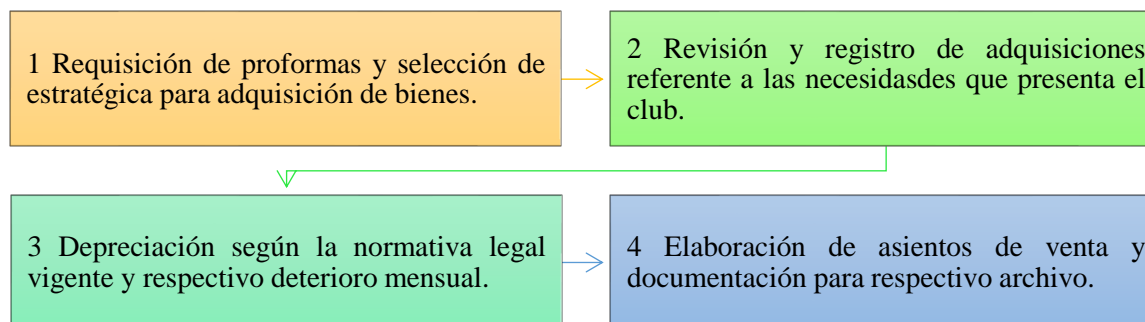 1 Requisición de proformas y selección de
estratégica para adquisición de bienes.
2 Revisión y registro de adquisiciones
referente a las necesidasdes que presenta el
club.
3 Depreciación según la normativa legal
vigente y respectivo deterioro mensual.
4 Elaboración de asientos de venta y
documentación para respectivo archivo.